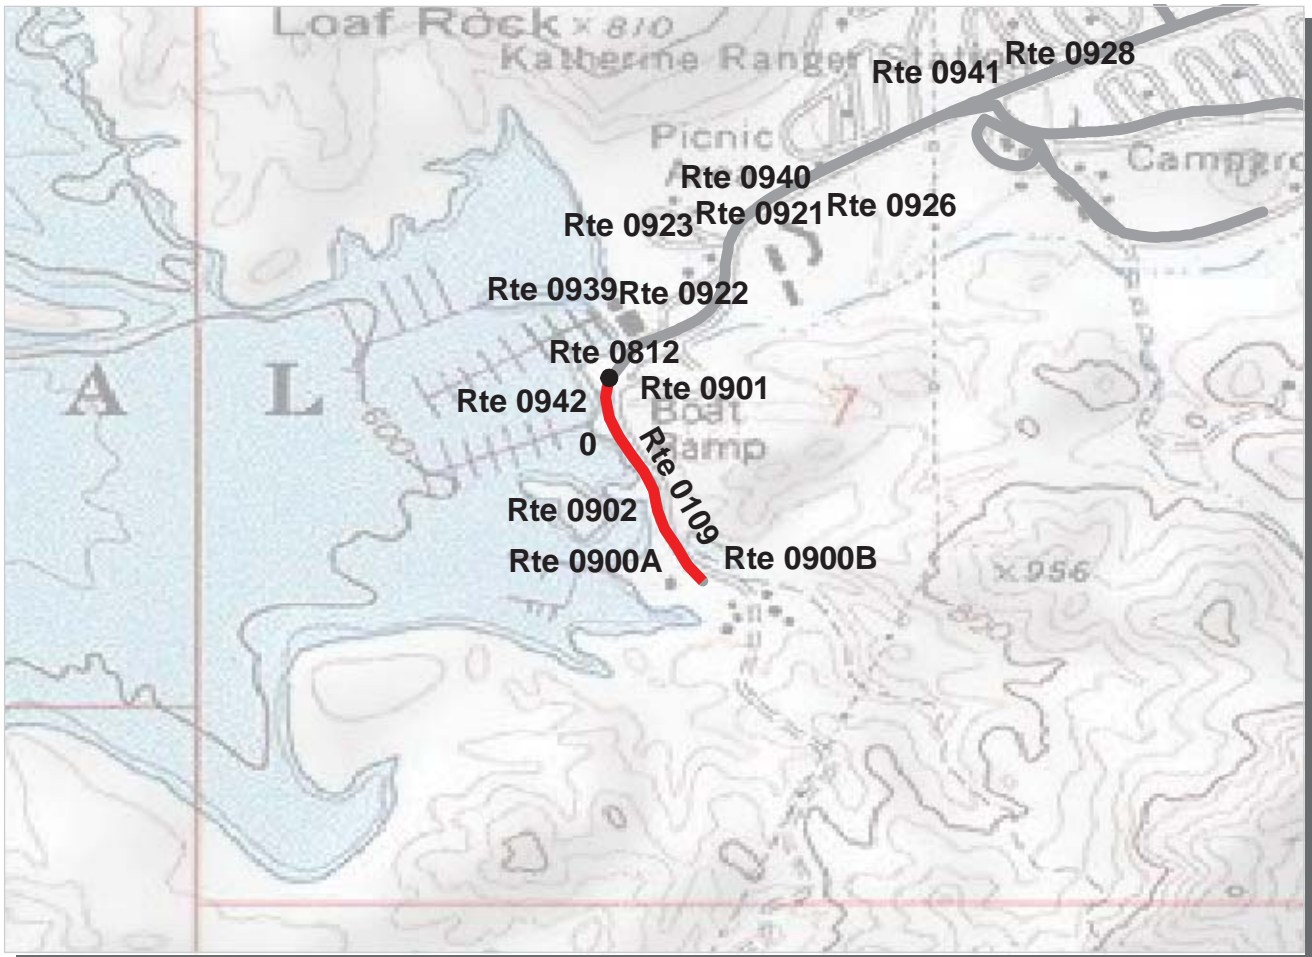 Loaf Rock ×810
Katherine Ranger Station
Rte 0928
Rte 0941
Picnic
Rte 0940
Campgro
Rte 0926
Rte 0921
Rte 0923
Rte 0939
Rte 0922
Rte 0812
A L
Rte 0901
Rte 0942
Boat
Ramp
7
600
0
Rte 0109
Rte 0902
Rte 0900A
Rte 0900B
×956
820